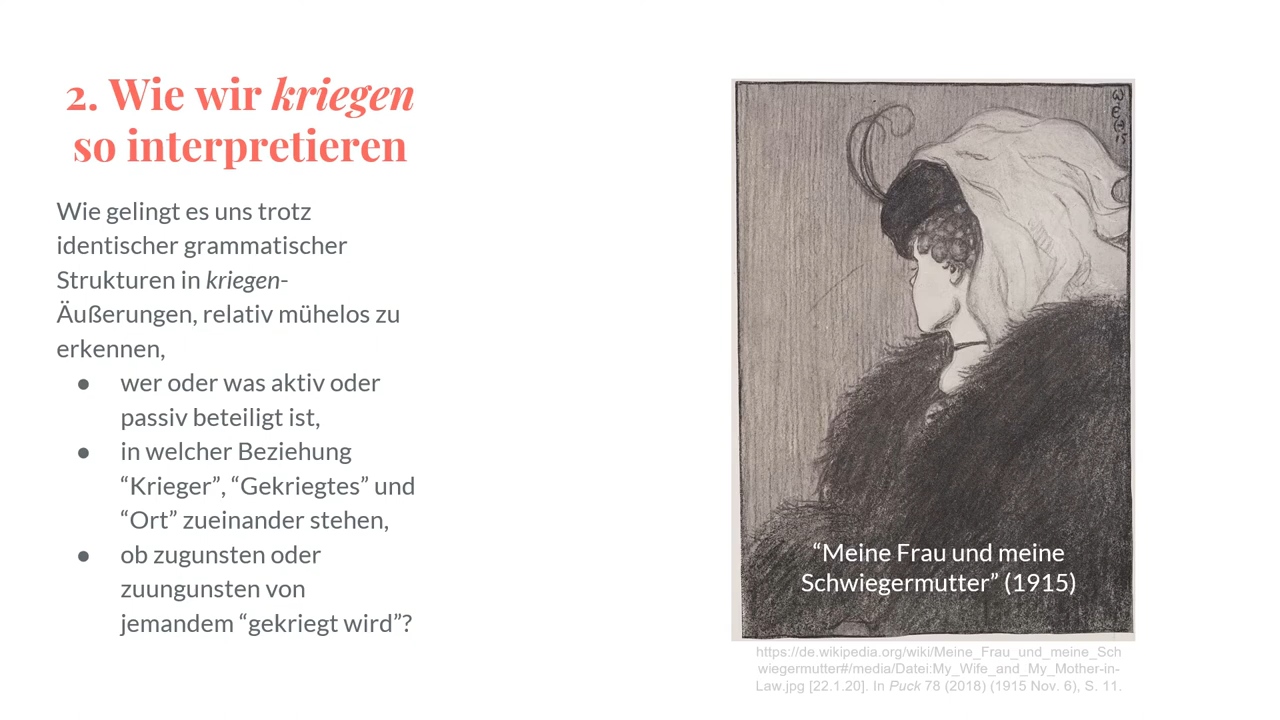 2. Wie wir kriegen
so interpretieren
Wie gelingt es uns trotz
identischer grammatischer
Strukturen in kriegen-
Äußerungen, relativ mühelos zu
erkennen,
● wer oder was aktiv oder
passiv beteiligt ist,
● in welcher Beziehung
“Krieger”, “Gekriegtes” und
“Ort” zueinander stehen,
● ob zugunsten oder
zuungunsten von
jemandem “gekriegt wird”?
“Meine Frau und meine
Schwiegermutter” (1915)
https://de.wikipedia.org/wiki/Meine_Frau_und_meine_Sch
wiegermutter#/media/Datei:My_Wife_and_My_Mother-in-
Law.jpg [22.1.20]. In Puck 78 (2018) (1915 Nov. 6), S. 11.